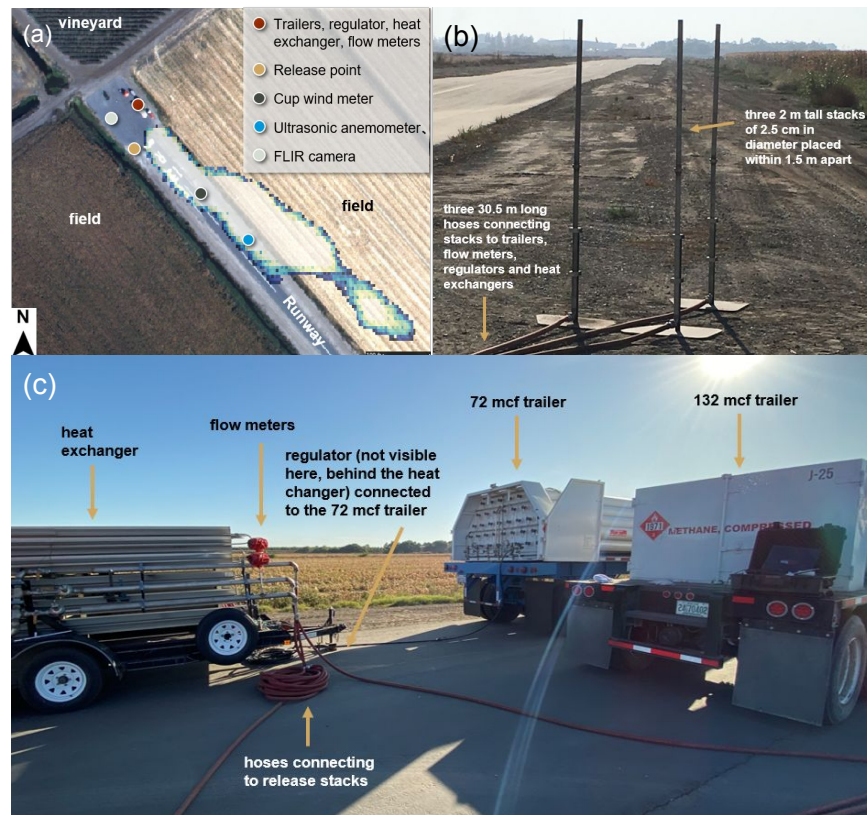 (a)
vineyard
Trailers, regulator, heat
exchanger, flow meters
Release point
Cup wind meter
Ultrasonic anemometer
FLIR camera
field
field
Runway
N
(b)
three 2 m tall stacks
of 2.5 cm in
diameter placed
within 1.5 m apart
three 30.5 m long
hoses connecting
stacks to trailers,
flow meters,
regulators and heat
exchangers
(c)
heat
exchanger
flow meters
regulator (not visible
here, behind the heat
changer) connected
to the 72 mcf trailer
72 mcf trailer
132 mcf trailer
J-25
1971
METHANE, COMPRESSED
hoses connecting
to release stacks